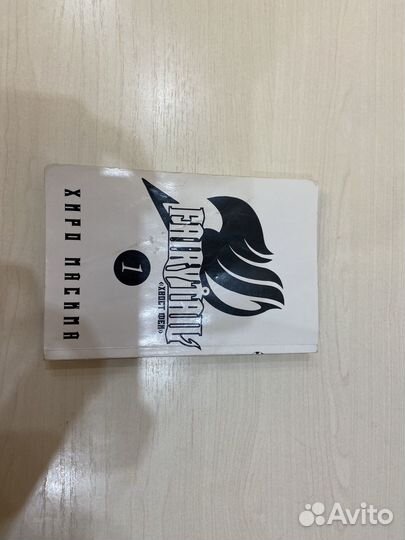 FAIRY TAIL
«ХВОСТ ФЕИ»
1
ХИРО МАСИМА
Avito